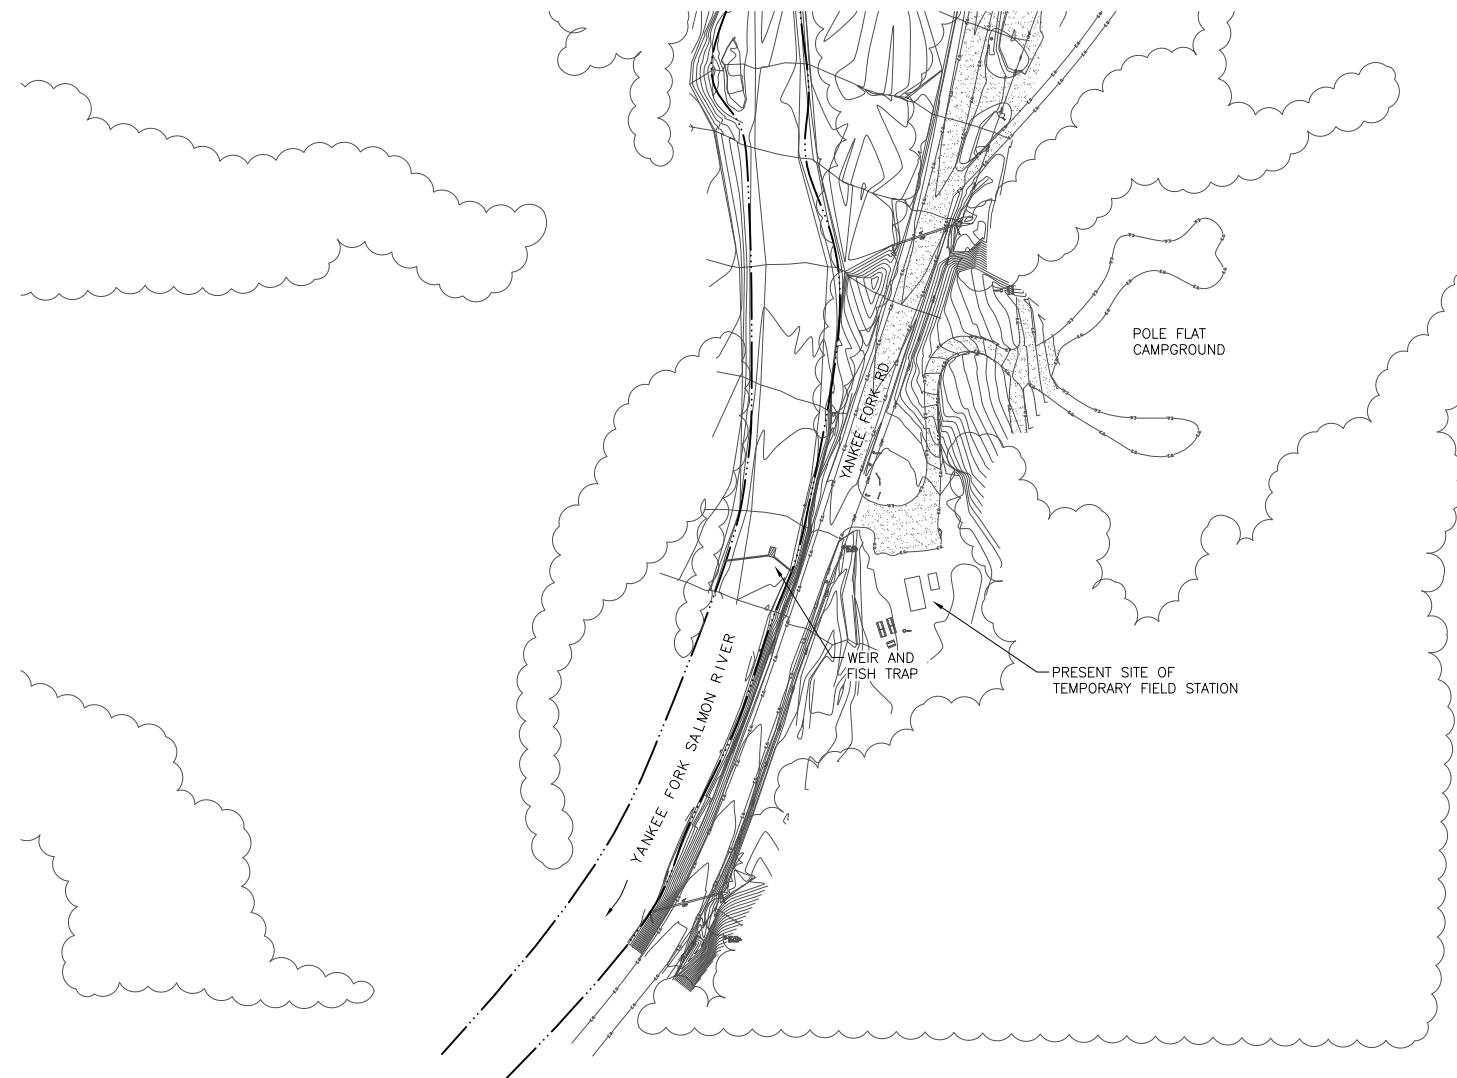 POLE FLAT
CAMPGROUND
YANKEE FORK RD
WEIR AND
FISH TRAP
PRESENT SITE OF
TEMPORARY FIELD STATION
YANKEE FORK SALMON RIVER